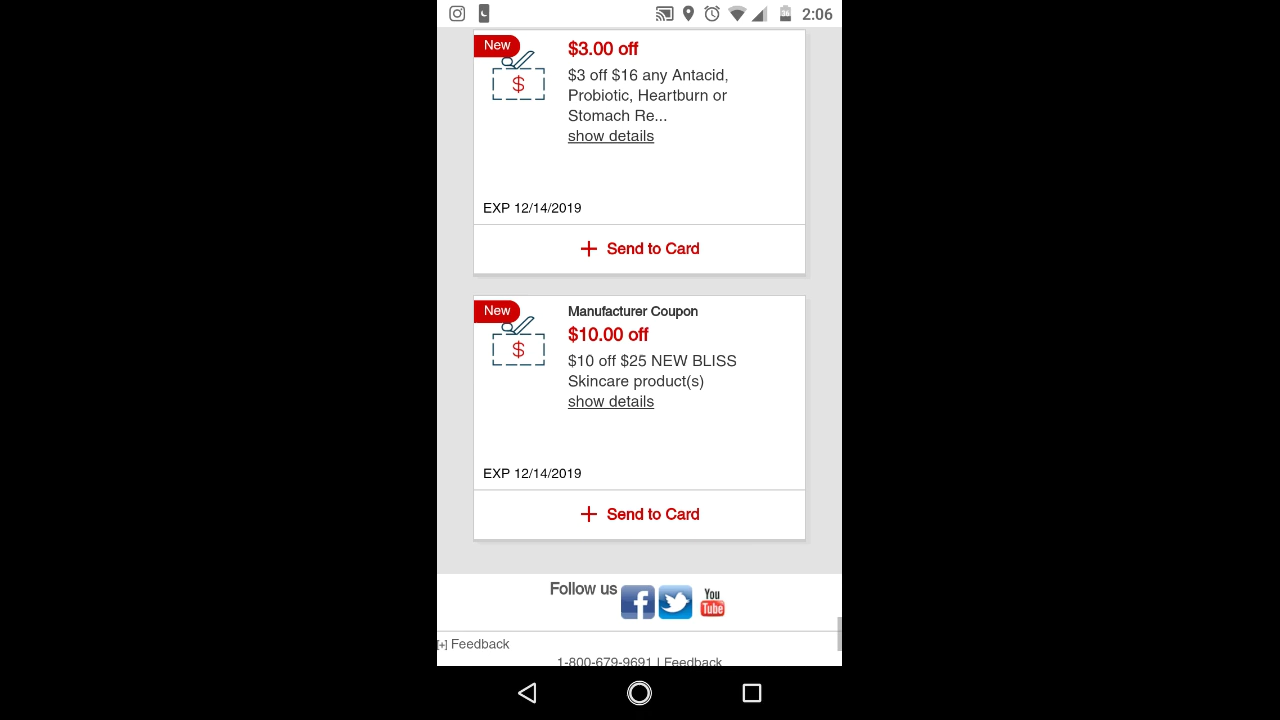 2:06
New
$3.00 off
$
$3 off $16 any Antacid,
Probiotic, Heartburn or
Stomach Re...
show details
EXP 12/14/2019
+ Send to Card
New
Manufacturer Coupon
$10.00 off
$
$10 off $25 NEW BLISS
Skincare product(s)
show details
EXP 12/14/2019
+ Send to Card
Follow us
You
Tube
[+] Feedback
1-800-679-9691 | Feedback